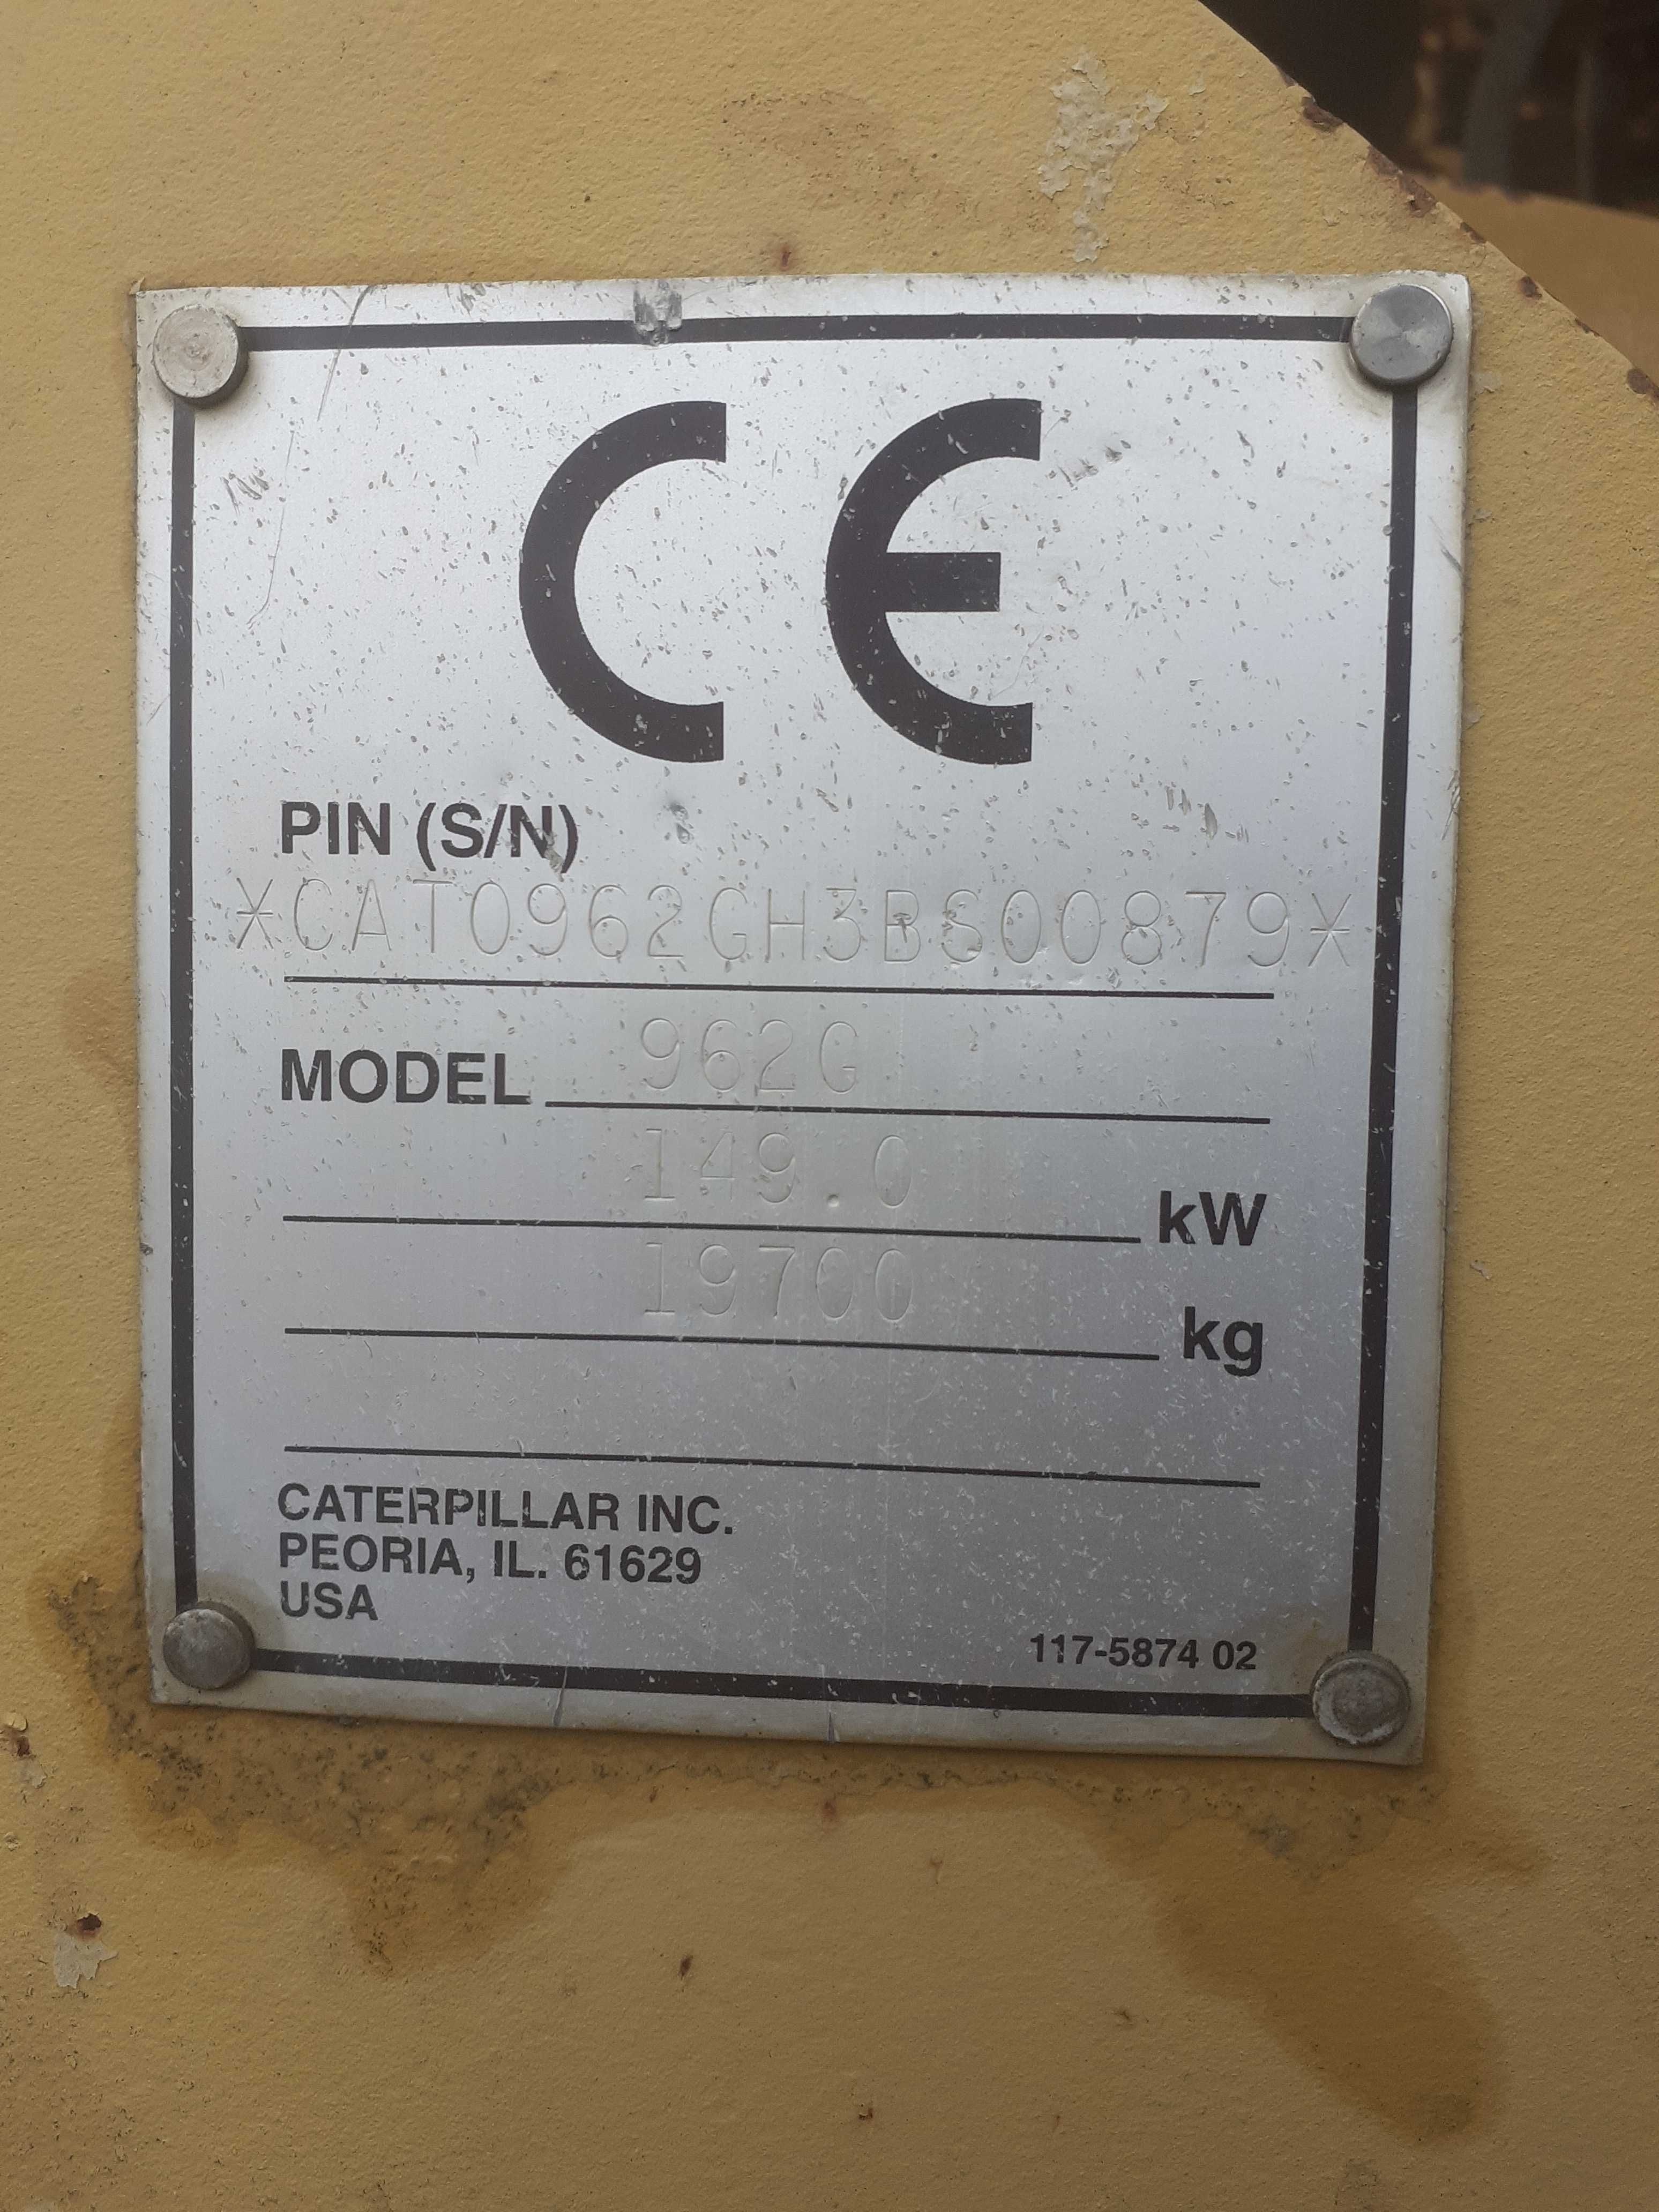 CE
PIN (S/N)
*CAT0962GH3BS00879*
MODEL 962G
149.0 kW
19700 kg
CATERPILLAR INC.
PEORIA, IL. 61629
USA
117-5874 02